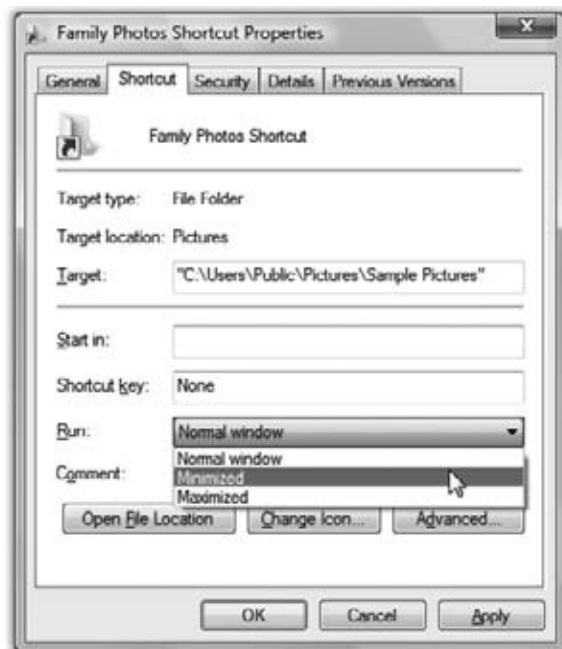 Family Photos Shortcut Properties
General Shortcut Security Details Previous Versions
Family Photos Shortcut
Target type: File Folder
Target location: Pictures
Target: "C:\Users\Public\Pictures\Sample Pictures"
Start in:
Shortcut key: None
Run: Normal window
Normal window
Comment: Minimized
Maximized
Open File Location Change Icon... Advanced...
OK Cancel Apply